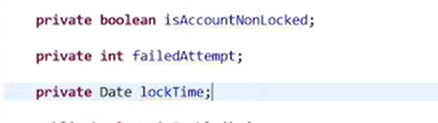 private boolean isAccountNonLocked;
private int failedAttempt;
private Date lockTime;